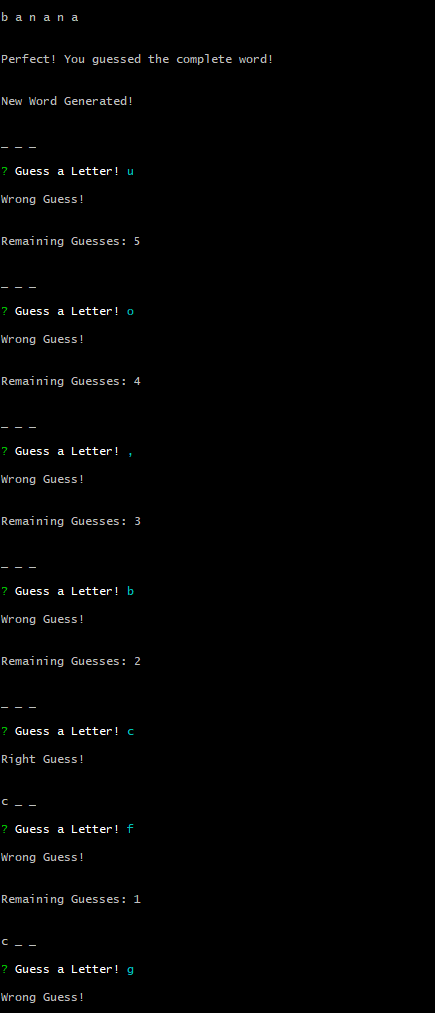 b a n a n a
Perfect! You guessed the complete word!
New Word Generated!
_ _ _
? Guess a Letter! u
Wrong Guess!
Remaining Guesses: 5
_ _ _
? Guess a Letter! o
Wrong Guess!
Remaining Guesses: 4
_ _ _
? Guess a Letter! ,
Wrong Guess!
Remaining Guesses: 3
_ _ _
? Guess a Letter! b
Wrong Guess!
Remaining Guesses: 2
_ _ _
? Guess a Letter! c
Right Guess!
c _ _
? Guess a Letter! f
Wrong Guess!
Remaining Guesses: 1
c _ _
? Guess a Letter! g
Wrong Guess!